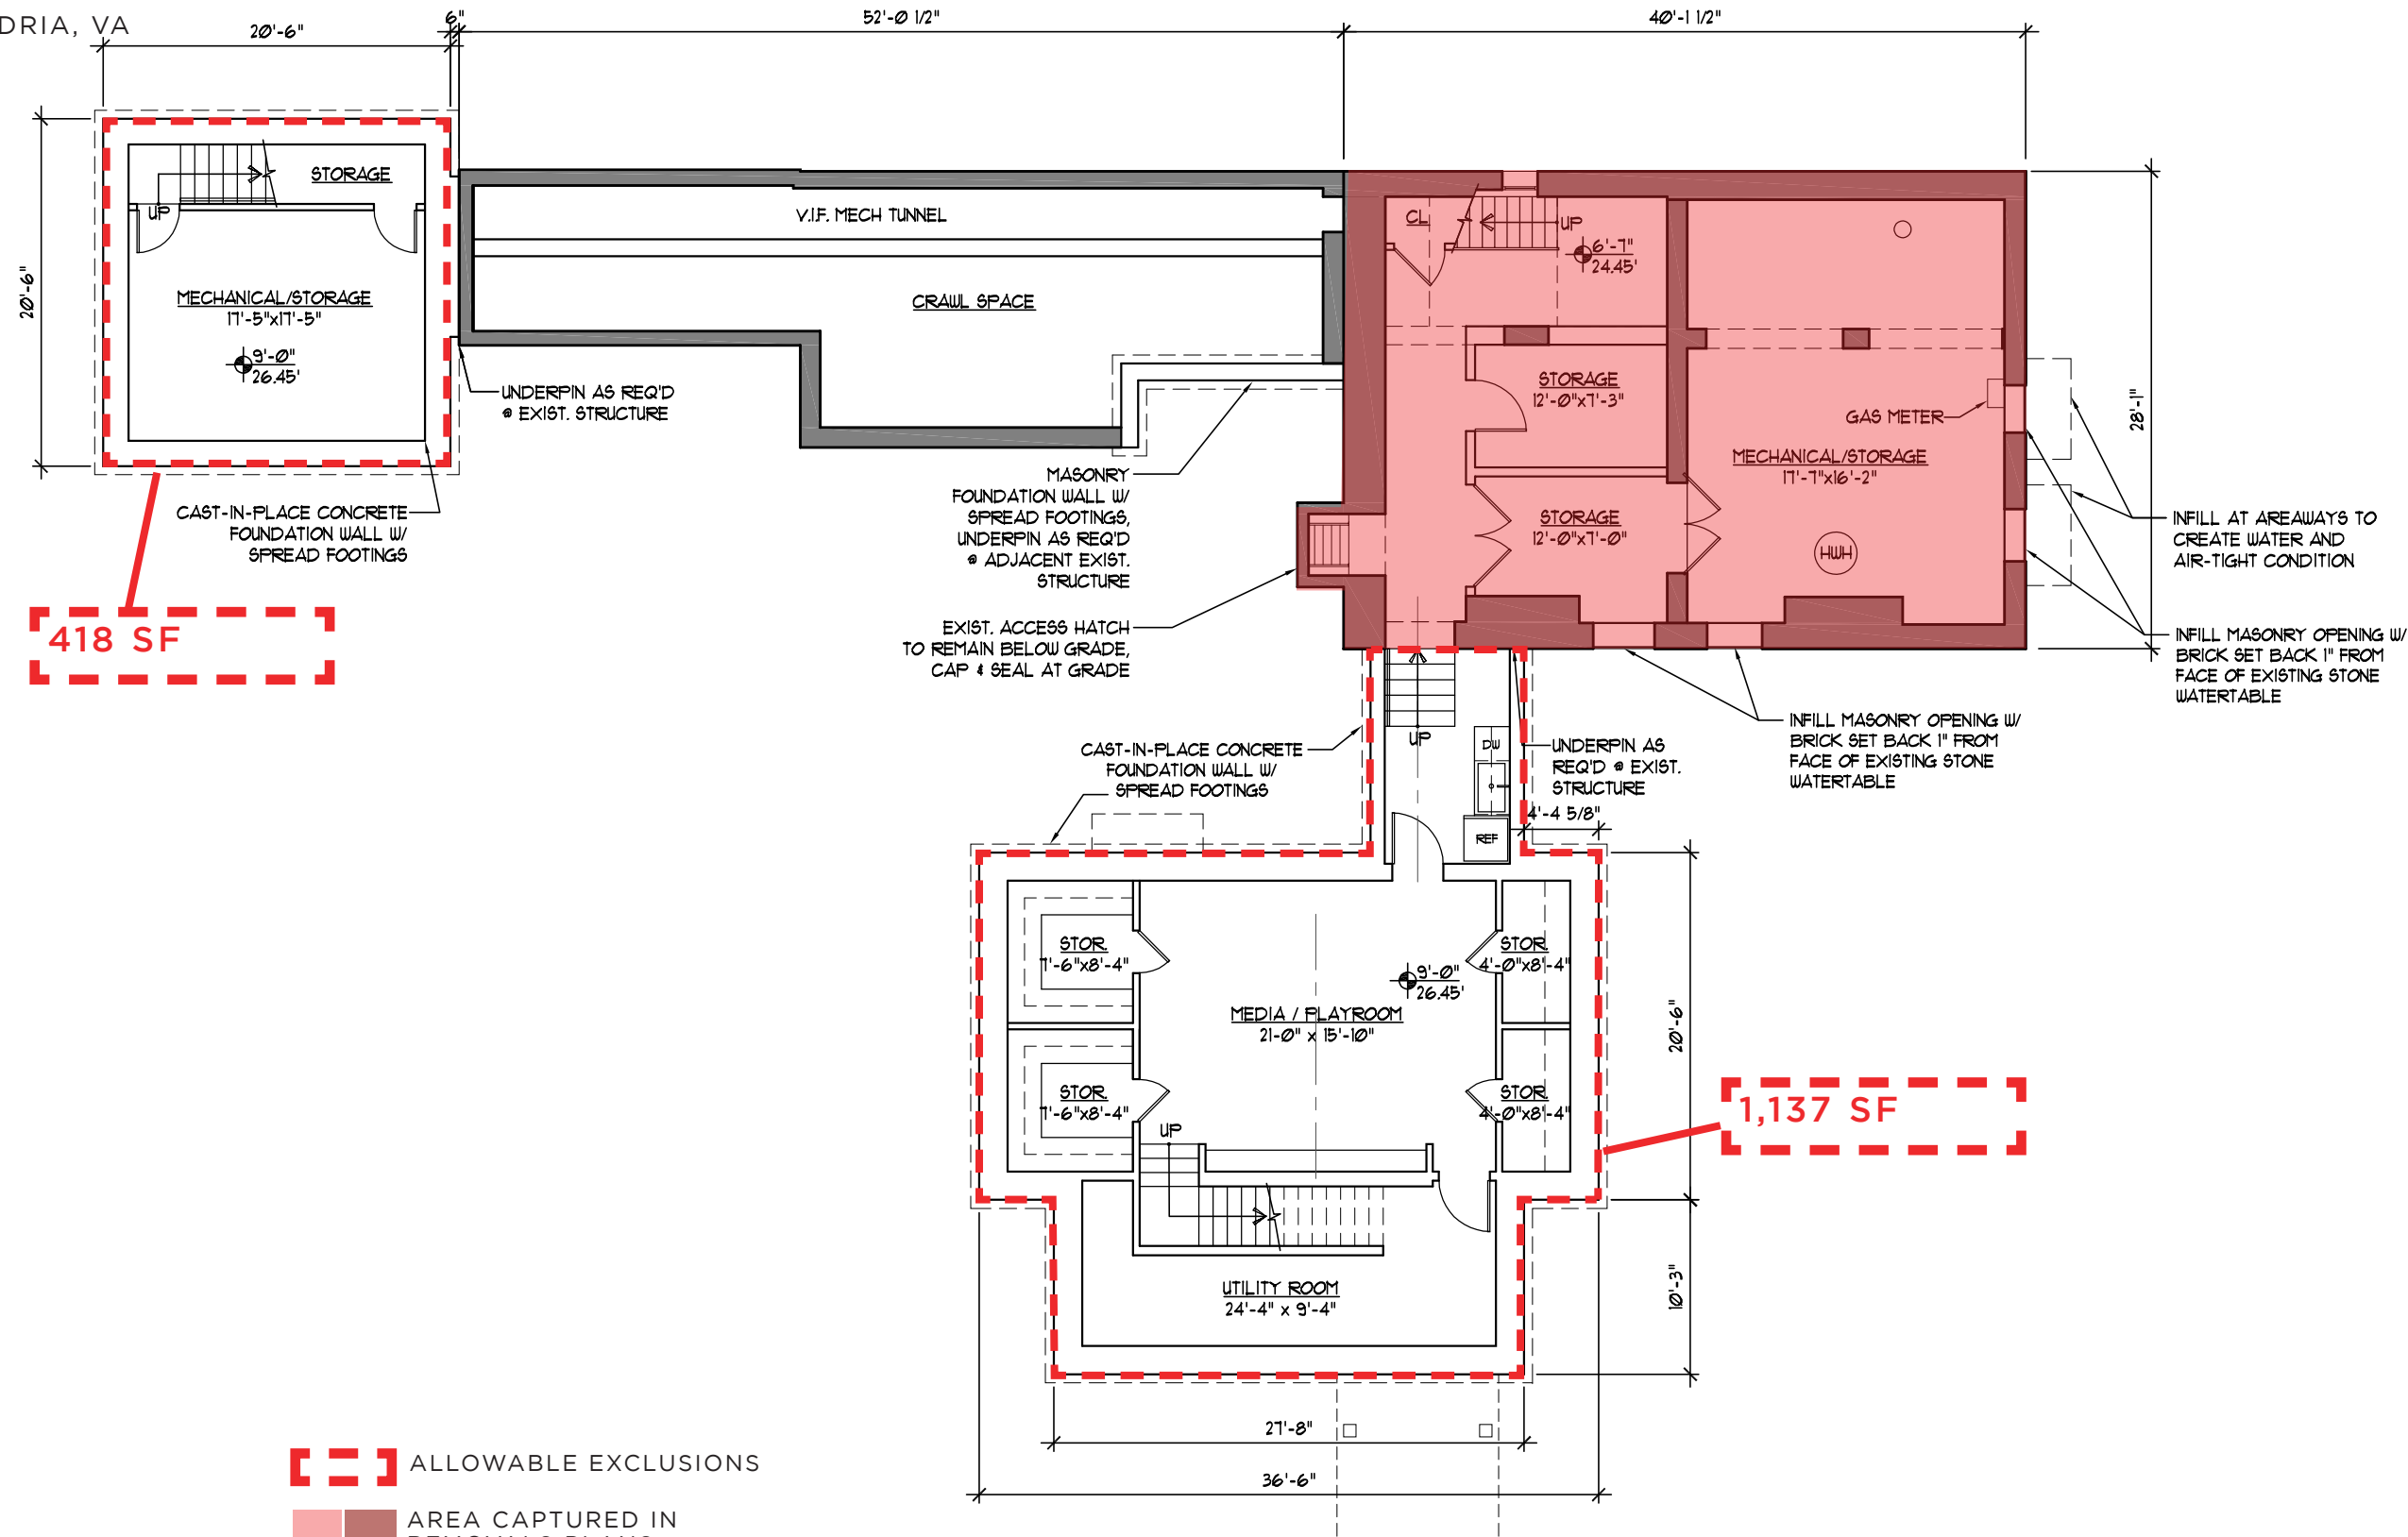 DRIA, VA
20'-6"
6"
52'-0 1/2"
40'-1 1/2"
20'-6"
STORAGE
UP
MECHANICAL/STORAGE
17'-5"x17'-5"
9'-0"
26.45'
V.I.F. MECH TUNNEL
CRAWL SPACE
UNDERPIN AS REQ'D
@ EXIST. STRUCTURE
CAST-IN-PLACE CONCRETE
FOUNDATION WALL W/
SPREAD FOOTINGS
418 SF
MASONRY
FOUNDATION WALL W/
SPREAD FOOTINGS,
UNDERPIN AS REQ'D
@ ADJACENT EXIST.
STRUCTURE
EXIST. ACCESS HATCH
TO REMAIN BELOW GRADE,
CAP & SEAL AT GRADE
CL
UP
6'-7"
24.45'
STORAGE
12'-0"x7'-3"
STORAGE
12'-0"x7'-0"
GAS METER
MECHANICAL/STORAGE
17'-7"x16'-2"
HWH
28'-1"
INFILL AT AREAWAYS TO
CREATE WATER AND
AIR-TIGHT CONDITION
INFILL MASONRY OPENING W/
BRICK SET BACK 1" FROM
FACE OF EXISTING STONE
WATERTABLE
INFILL MASONRY OPENING W/
BRICK SET BACK 1" FROM
FACE OF EXISTING STONE
WATERTABLE
CAST-IN-PLACE CONCRETE
FOUNDATION WALL W/
SPREAD FOOTINGS
UP
DW
REF
UNDERPIN AS
REQ'D @ EXIST.
STRUCTURE
4'-4 5/8"
STOR.
7'-6"x8'-4"
STOR.
4'-0"x8'-4"
9'-0"
26.45'
MEDIA / PLAYROOM
21-0" x 15'-10"
STOR.
7'-6"x8'-4"
STOR.
4'-0"x8'-4"
UP
20'-6"
1,137 SF
UTILITY ROOM
24'-4" x 9'-4"
10'-3"
27'-8"
36'-6"
ALLOWABLE EXCLUSIONS
AREA CAPTURED IN